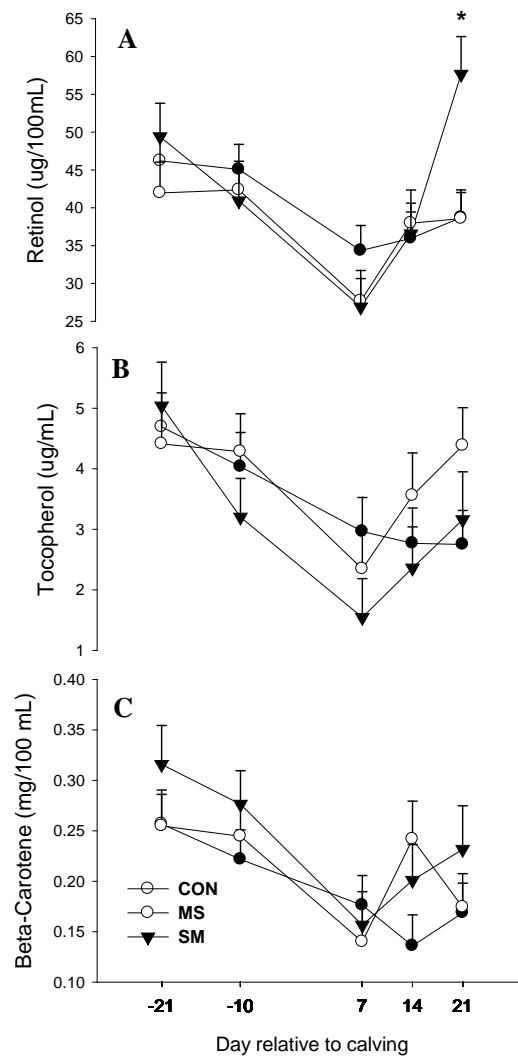 *
A
65
60
55
50
45
40
35
30
25
Retinol (ug/100mL)
B
6
5
4
3
2
1
Tocopherol (ug/mL)
C
0.40
0.35
0.30
0.25
0.20
0.15
0.10
Beta-Carotene (mg/100 mL)
CON
MS
SM
-21 -10 7 14 21
Day relative to calving